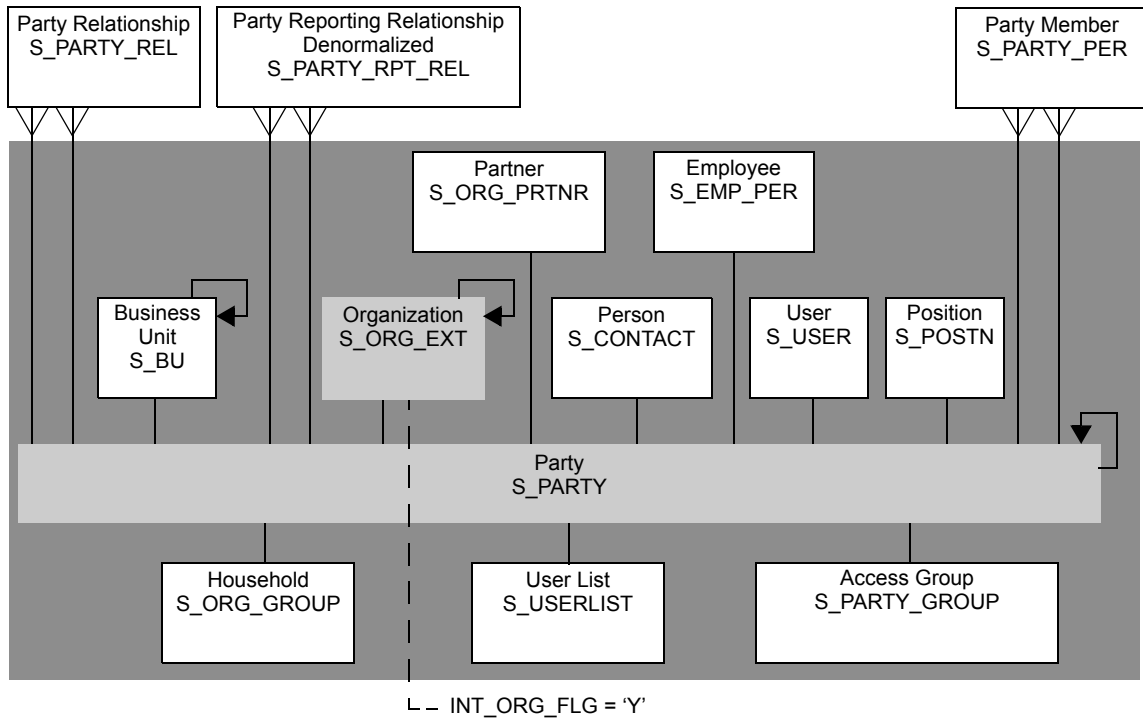 Party Relationship
S_PARTY_REL
Party Reporting Relationship
Denormalized
S_PARTY_RPT_REL
Party Member
S_PARTY_PER
Partner
S_ORG_PRTNR
Employee
S_EMP_PER
Business
Unit
S_BU
Organization
S_ORG_EXT
Person
S_CONTACT
User
S_USER
Position
S_POSTN
Party
S_PARTY
Household
S_ORG_GROUP
User List
S_USERLIST
Access Group
S_PARTY_GROUP
INT_ORG_FLG = ‘Y’